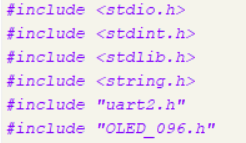 #include <stdio.h>
#include <stdint.h>
#include <stdlib.h>
#include <string.h>
#include "uart2.h"
#include "OLED_096.h"